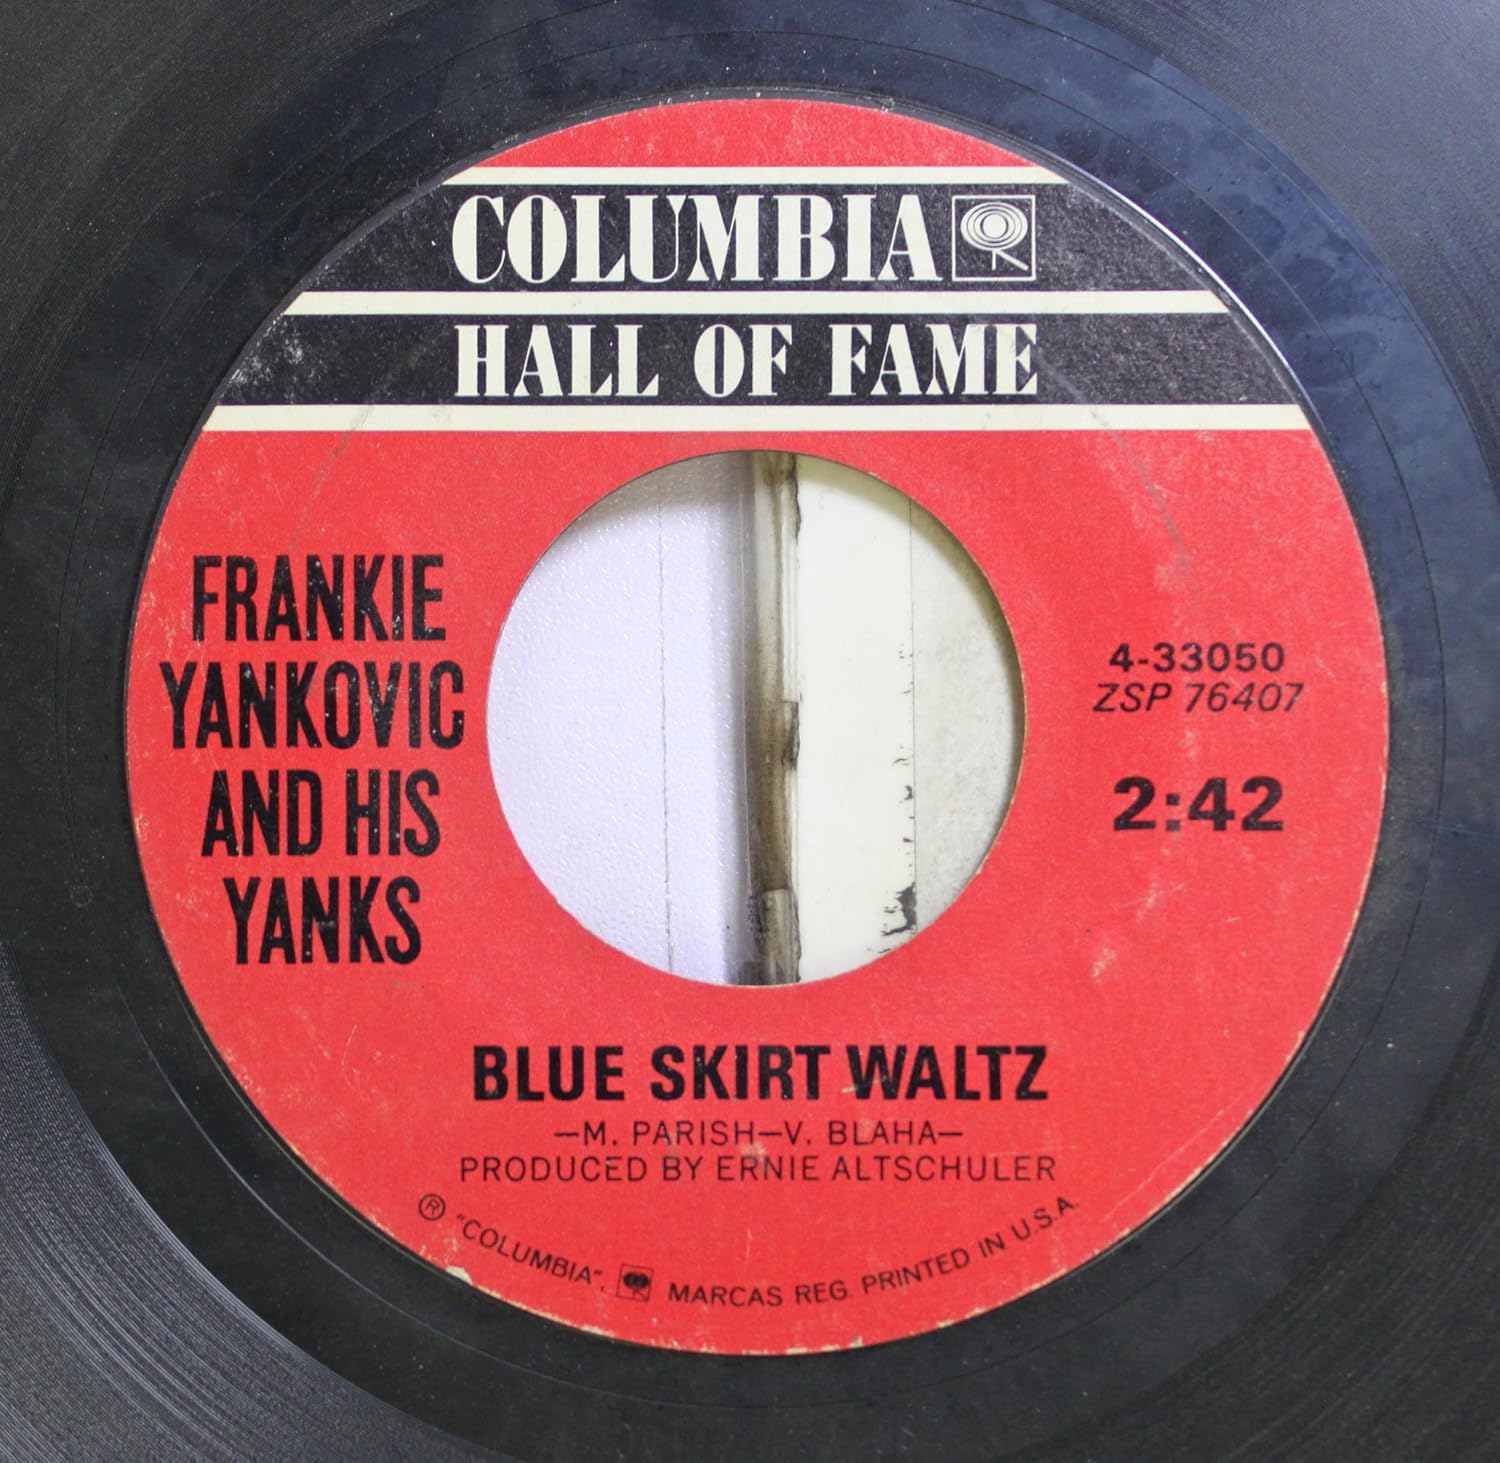 COLUMBIA
HALL OF FAME
FRANKIE
YANKOVIC
AND HIS
YANKS
4-33050
ZSP 76407
2:42
BLUE SKIRT WALTZ
—M. PARISH—V. BLAHA—
PRODUCED BY ERNIE ALTSCHULER
® "COLUMBIA", MARCAS REG. PRINTED IN U.S.A.